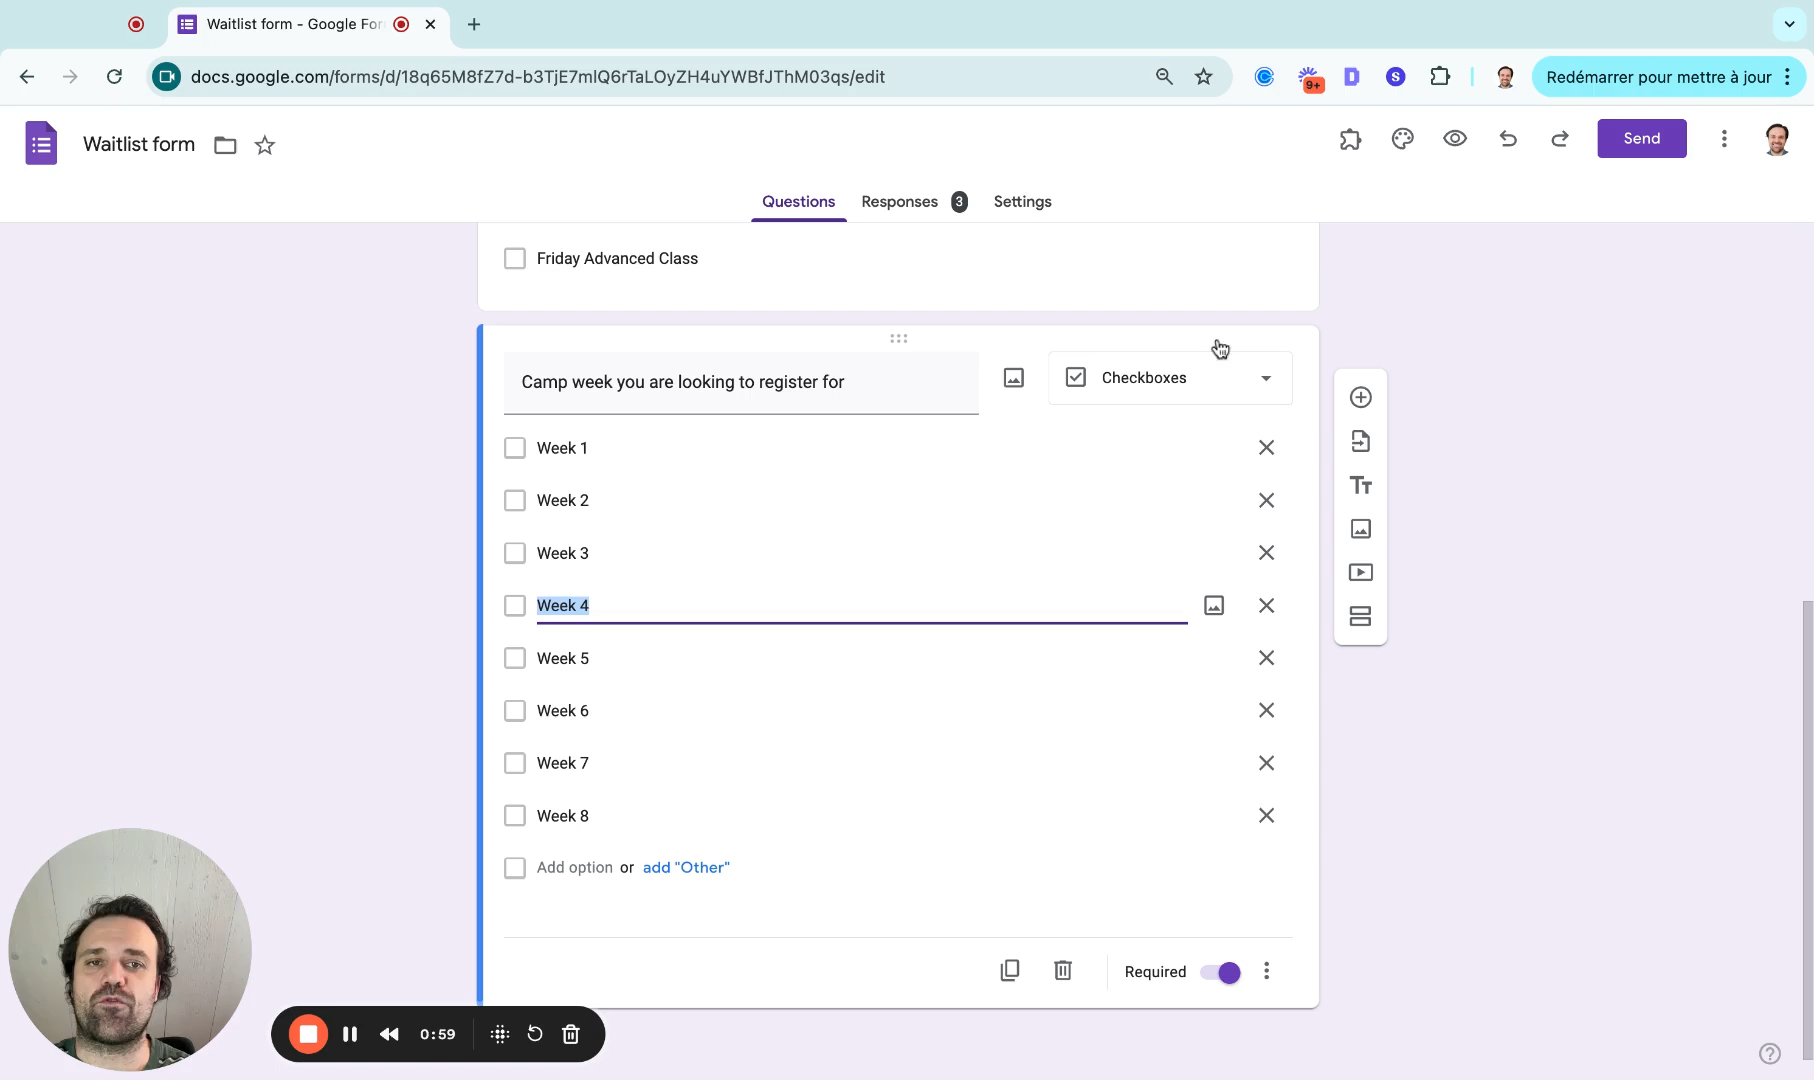 Waitlist form - Google For
docs.google.com/forms/d/18q65M8fZ7d-b3TjE7mlQ6rTaLOyZH4uYWBfJThM03qs/edit
9+
D
S
Redémarrer pour mettre à jour
Waitlist form
Send
Questions
Responses 3
Settings
Friday Advanced Class
Camp week you are looking to register for
Checkboxes
Week 1
Week 2
Week 3
Week 4
Week 5
Week 6
Week 7
Week 8
Add option or add "Other"
Required
0:59